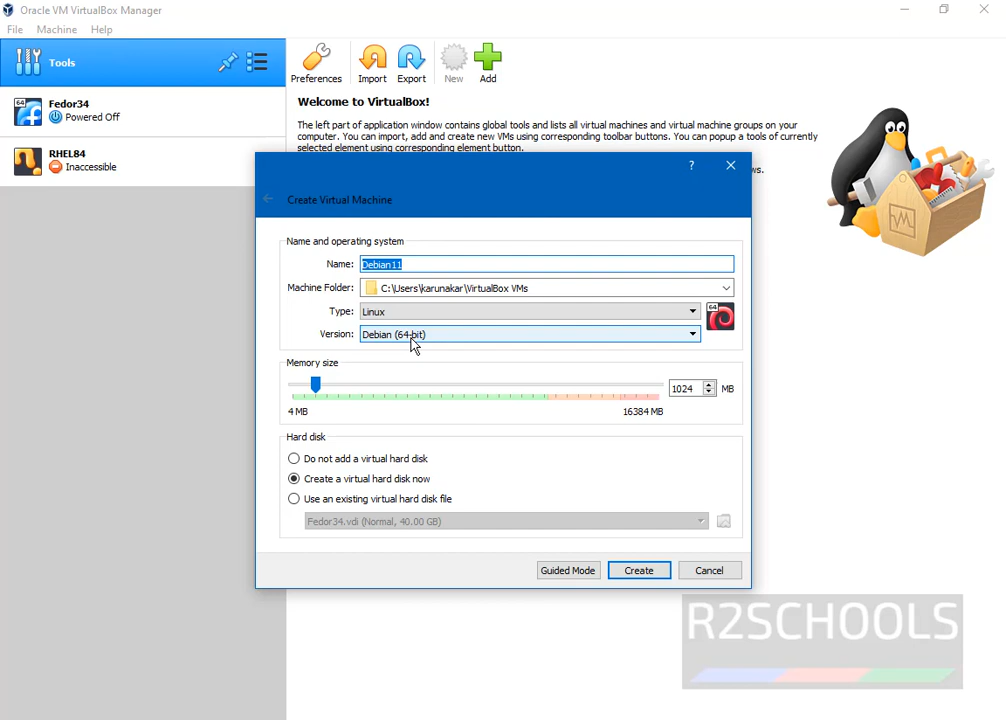 Oracle VM VirtualBox Manager
File Machine Help
Tools
Preferences Import Export New Add
64 Fedor34
Powered Off
RHEL84
Inaccessible
Welcome to VirtualBox!
The left part of application window contains global tools and lists all virtual machines and virtual machine groups on your
computer. You can import, add and create new VMs using corresponding toolbar buttons. You can popup a tools of currently
selected element using corresponding element button.
ws.
?
Create Virtual Machine
Name and operating system
Name: Debian11
Machine Folder: C:\Users\karunakar\VirtualBox VMs
Type: Linux
64
Version: Debian (64-bit)
Memory size
1024 MB
4 MB 16384 MB
Hard disk
Do not add a virtual hard disk
Create a virtual hard disk now
Use an existing virtual hard disk file
Fedor34.vdi (Normal, 40.00 GB)
Guided Mode Create Cancel
R2SCHOOLS